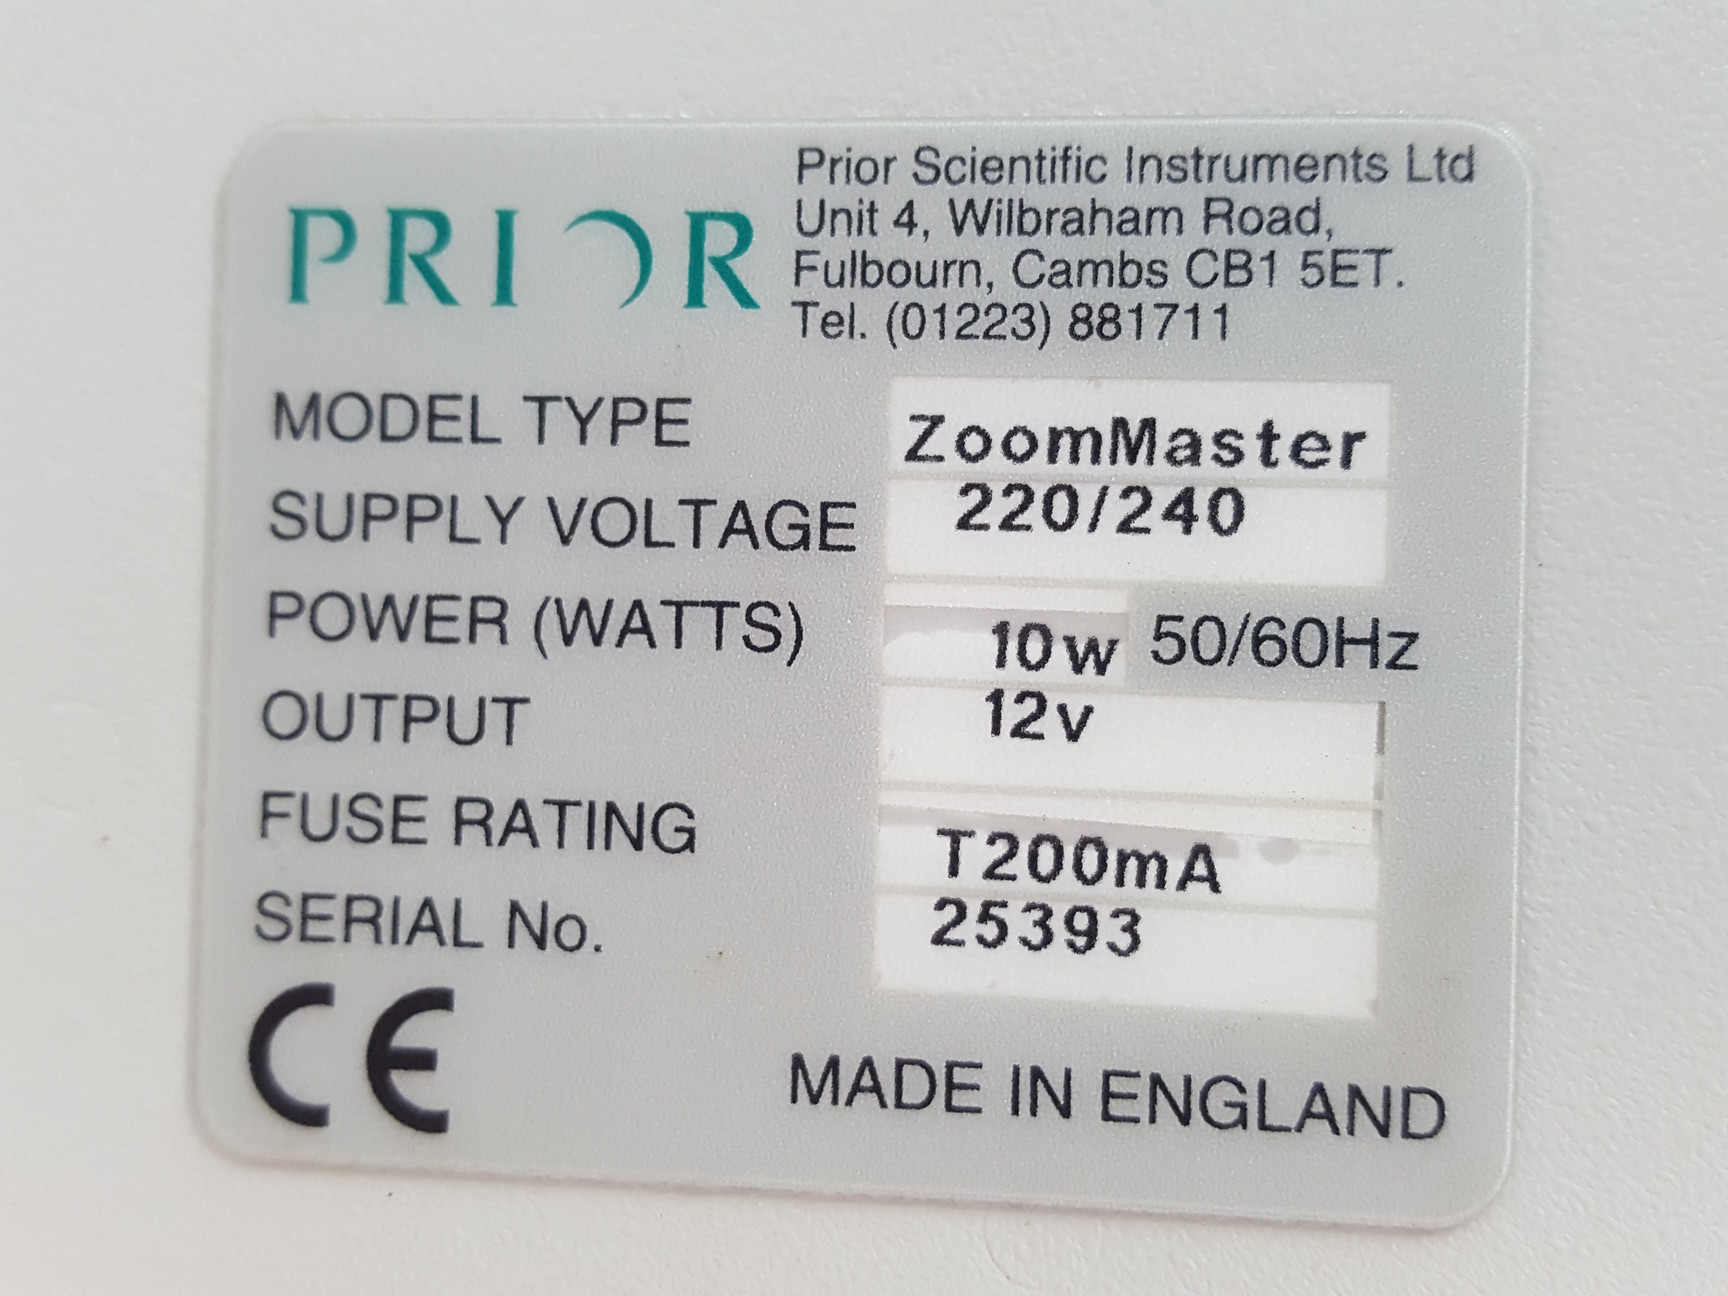 PRIOR
Prior Scientific Instruments Ltd
Unit 4, Wilbraham Road,
Fulbourn, Cambs CB1 5ET.
Tel. (01223) 881711
MODEL TYPE ZoomMaster
SUPPLY VOLTAGE 220/240
POWER (WATTS) 10w 50/60Hz
OUTPUT 12v
FUSE RATING T200mA
SERIAL No. 25393
CE
MADE IN ENGLAND